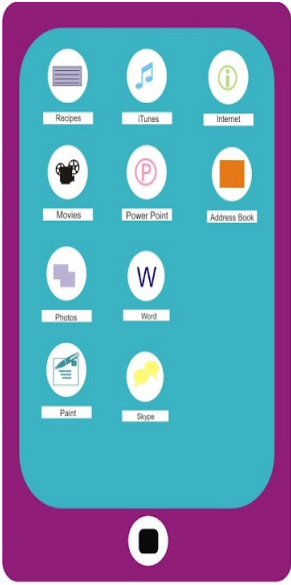 Recipes
iTunes
Internet
Movies
P
Power Point
Address Book
Photos
W
Word
Paint
Skype